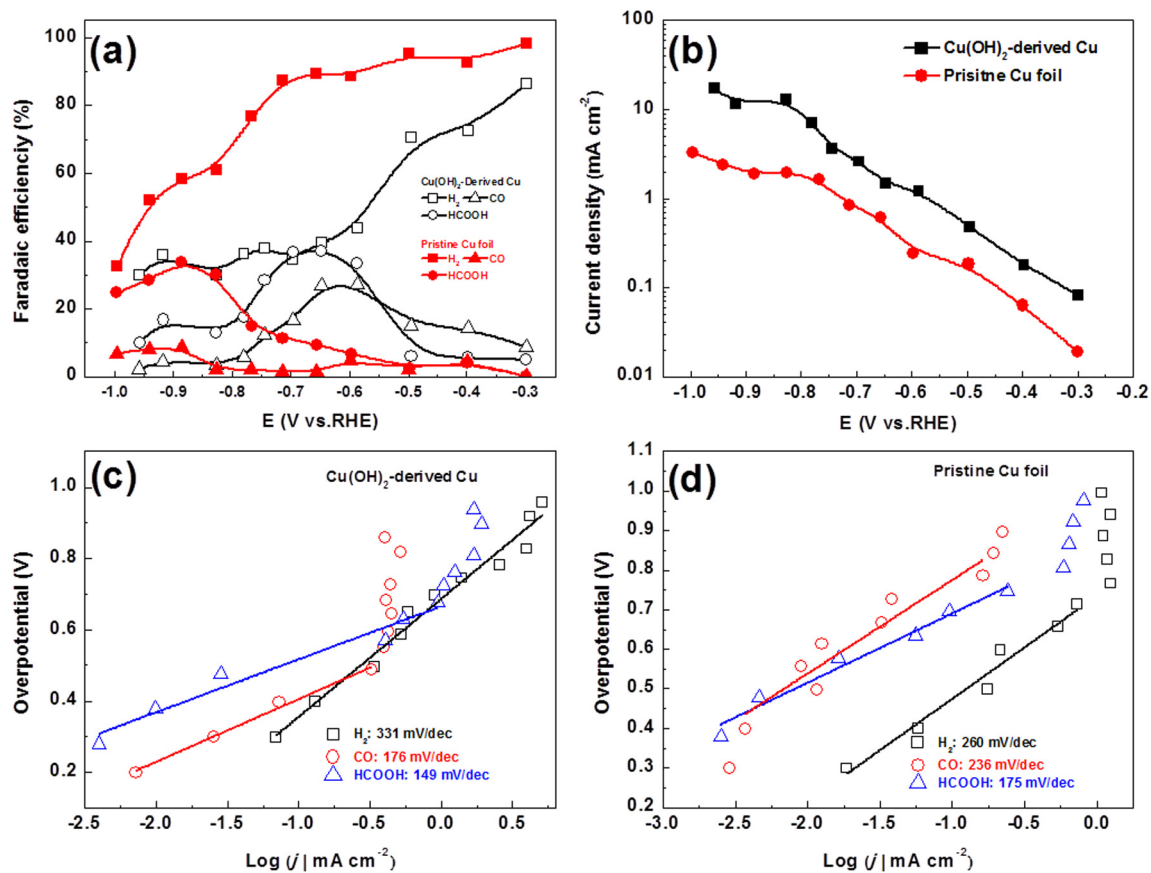 (a)
Faradaic efficienciy (%)
100
80
60
40
20
0
Cu(OH)2-Derived Cu
H2 CO
HCOOH
Pristine Cu foil
H2 CO
HCOOH
-1.0 -0.9 -0.8 -0.7 -0.6 -0.5 -0.4 -0.3
E (V vs.RHE)
(b)
Current density (mA cm-2)
100
10
1
0.1
0.01
Cu(OH)2-derived Cu
Prisitne Cu foil
-1.0 -0.9 -0.8 -0.7 -0.6 -0.5 -0.4 -0.3 -0.2
E (V vs.RHE)
(c)
Cu(OH)2-derived Cu
Overpotential (V)
1.0
0.8
0.6
0.4
0.2
H2: 331 mV/dec
CO: 176 mV/dec
HCOOH: 149 mV/dec
-2.5 -2.0 -1.5 -1.0 -0.5 0.0 0.5
Log (j | mA cm-2)
(d)
Pristine Cu foil
Overpotential (V)
1.1
1.0
0.9
0.8
0.7
0.6
0.5
0.4
0.3
0.2
H2: 260 mV/dec
CO: 236 mV/dec
HCOOH: 175 mV/dec
-3.0 -2.5 -2.0 -1.5 -1.0 -0.5 0.0
Log (j | mA cm-2)